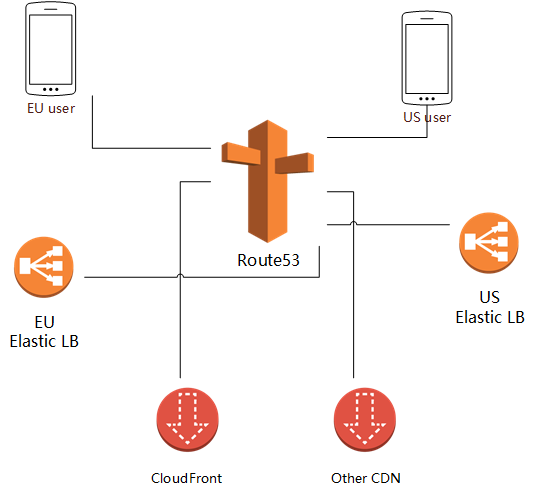 EU user
US user
Route53
EU
Elastic LB
US
Elastic LB
CloudFront
Other CDN